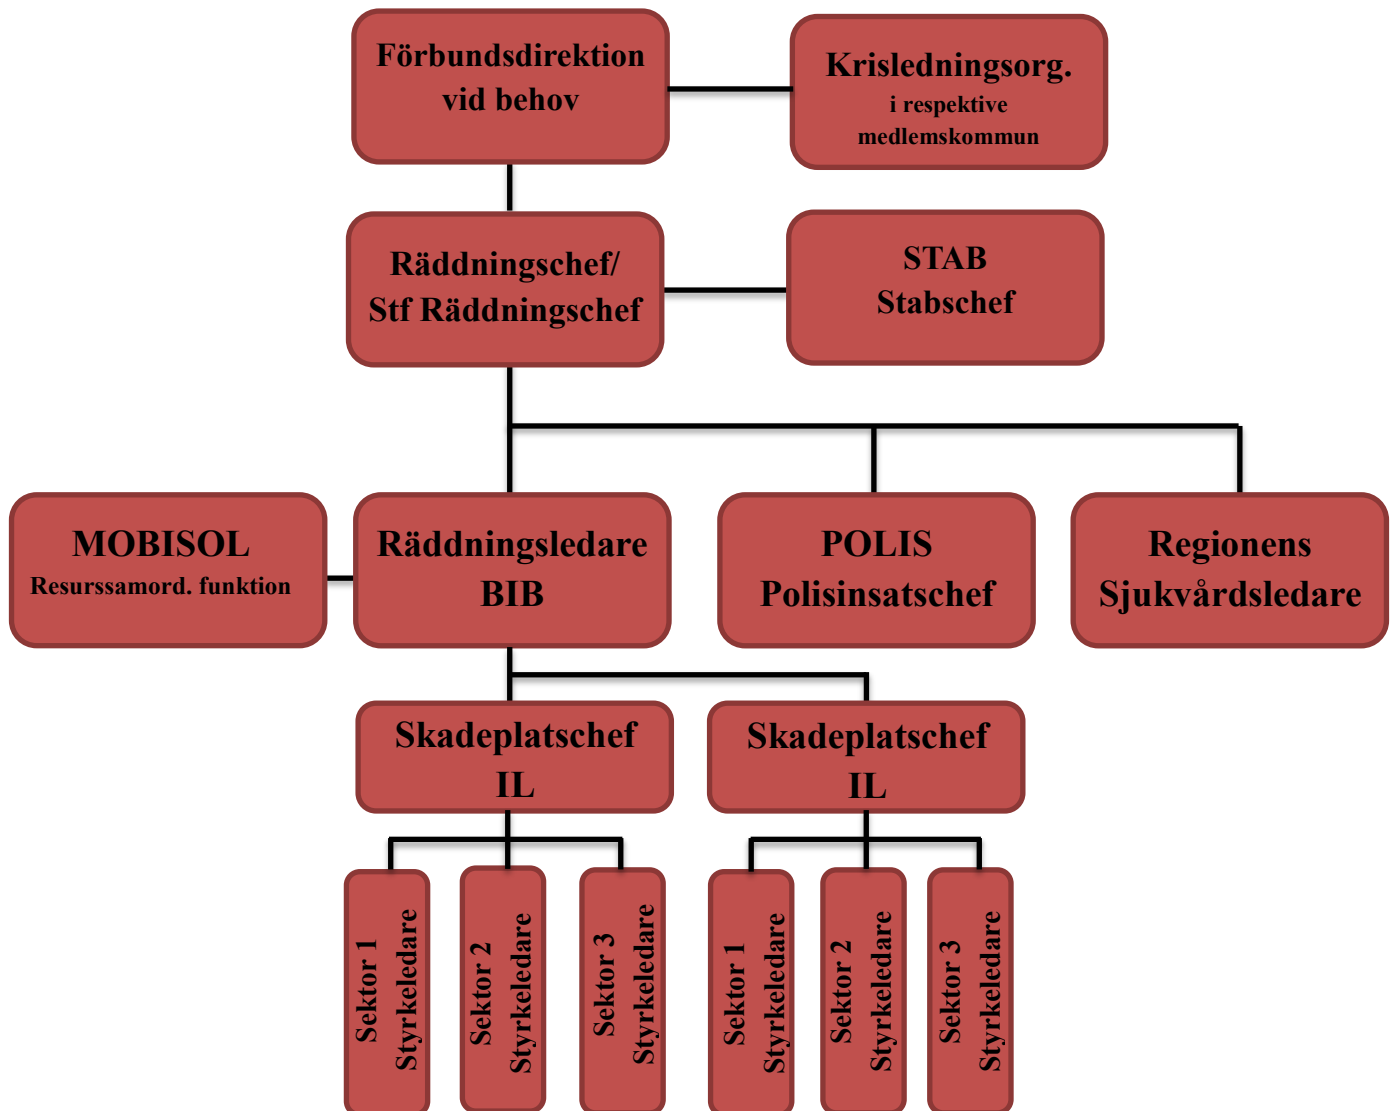 Förbundsdirektion
vid behov
Krisledningsorg.
i respektive
medlemskommun
Räddningschef/
Stf Räddningschef
STAB
Stabschef
MOBISOL
Resurssamord. funktion
Räddningsledare
BIB
POLIS
Polisinsatschef
Regionens
Sjukvårdsledare
Skadeplatschef
IL
Skadeplatschef
IL
Sektor 1
Styrkeledare
Sektor 2
Styrkeledare
Sektor 3
Styrkeledare
Sektor 1
Styrkeledare
Sektor 2
Styrkeledare
Sektor 3
Styrkeledare